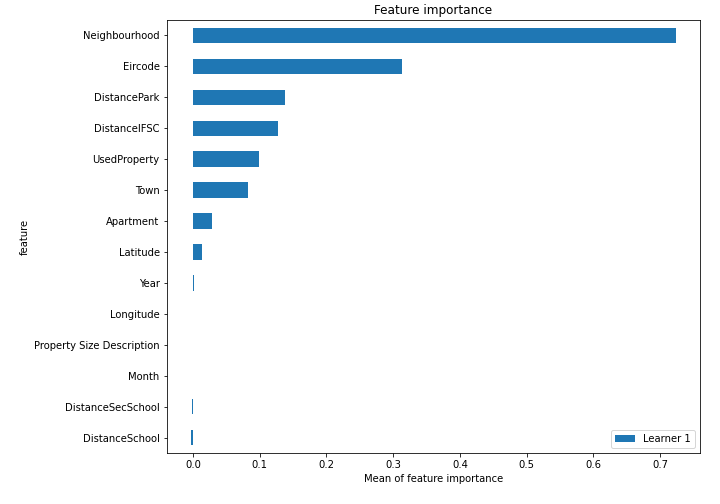 Feature importance
Neighbourhood
Eircode
DistancePark
DistanceIFSC
UsedProperty
Town
Apartment
Latitude
Year
Longitude
Property Size Description
Month
DistanceSecSchool
DistanceSchool
feature
Learner 1
0.0 0.1 0.2 0.3 0.4 0.5 0.6 0.7
Mean of feature importance